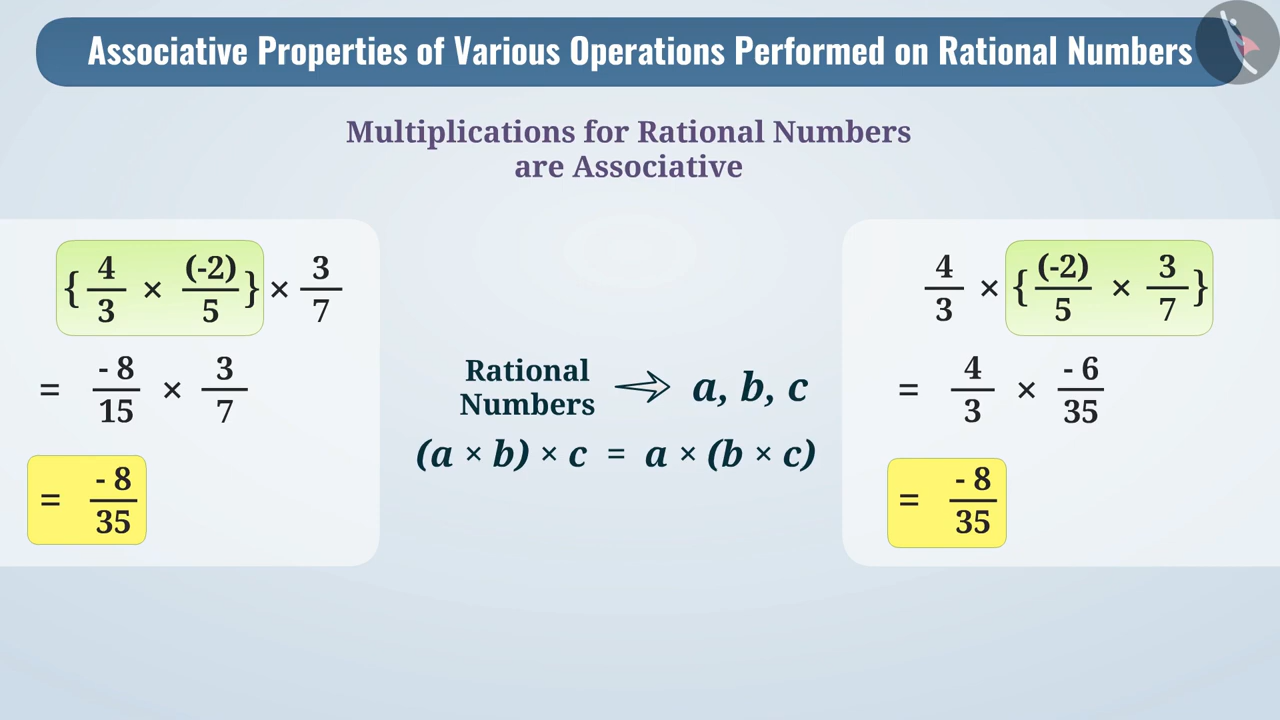 Associative Properties of Various Operations Performed on Rational Numbers
Multiplications for Rational Numbers
are Associative
{ 4/3 × (-2)/5 } × 3/7
= - 8/15 × 3/7
= - 8/35
Rational
Numbers ⇒ a, b, c
(a × b) × c = a × (b × c)
4/3 × { (-2)/5 × 3/7 }
= 4/3 × - 6/35
= - 8/35